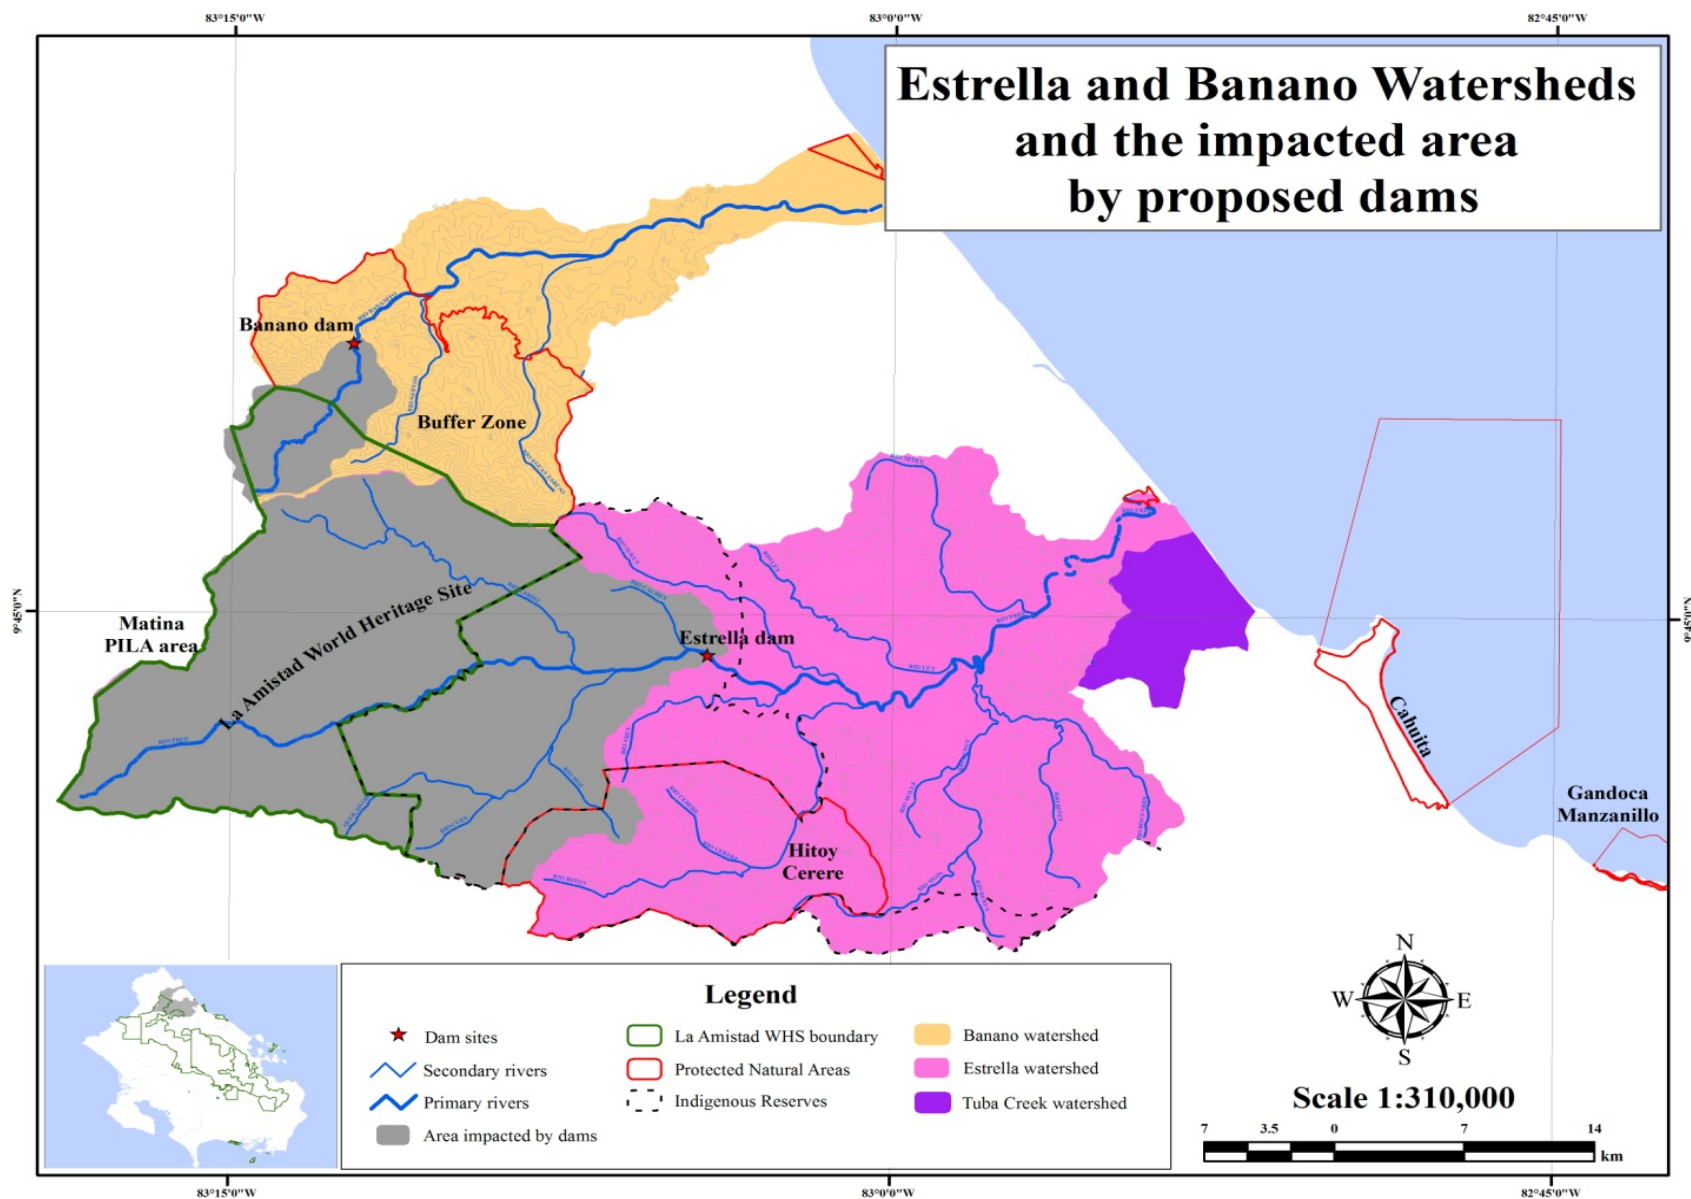 83°15'0"W
83°0'0"W
82°45'0"W
Estrella and Banano Watersheds
and the impacted area
by proposed dams
Banano dam
RIO BANANITO
Buffer Zone
9°45'0"N
9°45'0"N
Matina
PILA area
La Amistad World Heritage Site
Estrella dam
Cahuita
Gandoca
Manzanillo
Hitoy
Cerere
N
W
E
S
Legend
Dam sites
Secondary rivers
Primary rivers
Area impacted by dams
La Amistad WHS boundary
Protected Natural Areas
Indigenous Reserves
Banano watershed
Estrella watershed
Tuba Creek watershed
Scale 1:310,000
7 3.5 0 7 14
km
83°15'0"W
83°0'0"W
82°45'0"W